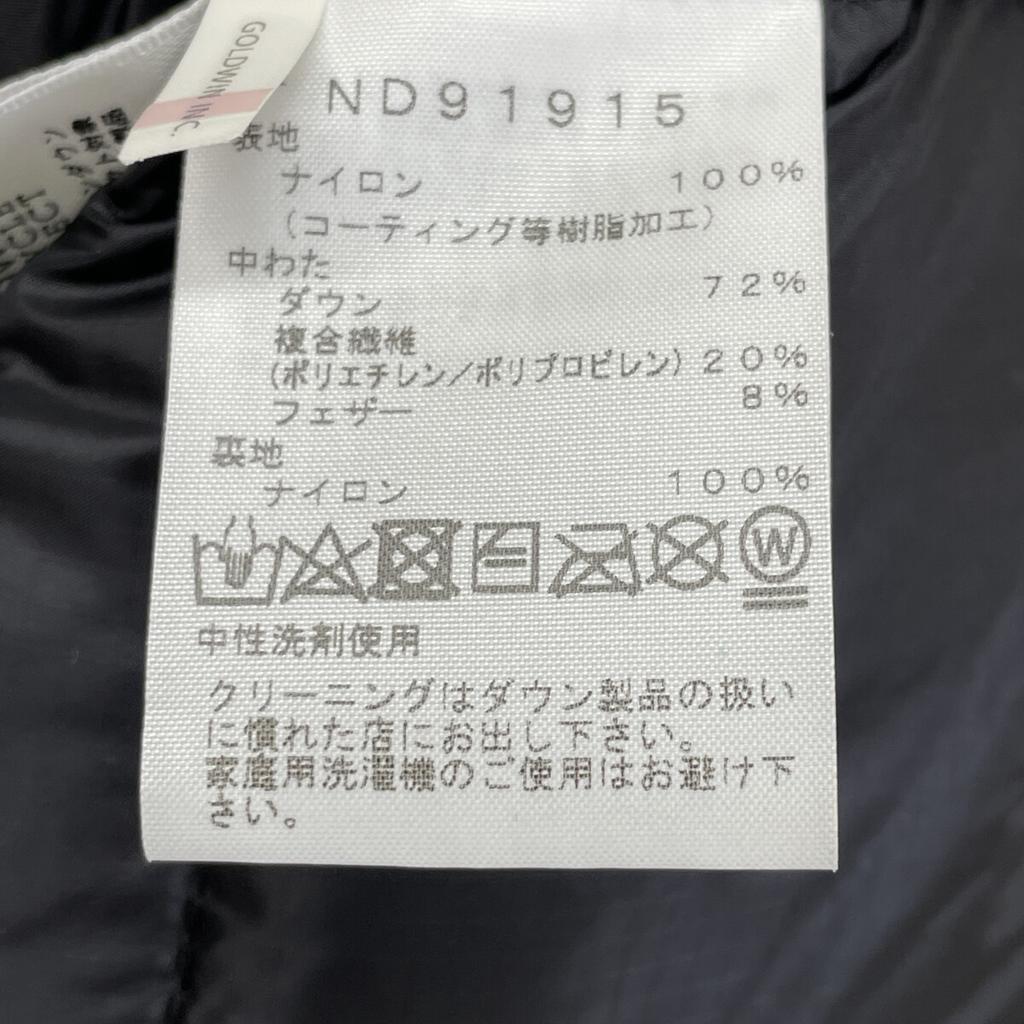 GOLDWIN INC.
ND91915
表地
ナイロン 100%
(コーティング等樹脂加工)
中わた
ダウン 72%
複合繊維
(ポリエチレン/ポリプロピレン) 20%
フェザー 8%
裏地
ナイロン 100%
W
中性洗剤使用
クリーニングはダウン製品の扱い
に慣れた店にお出し下さい。
家庭用洗濯機のご使用はお避け下
さい。